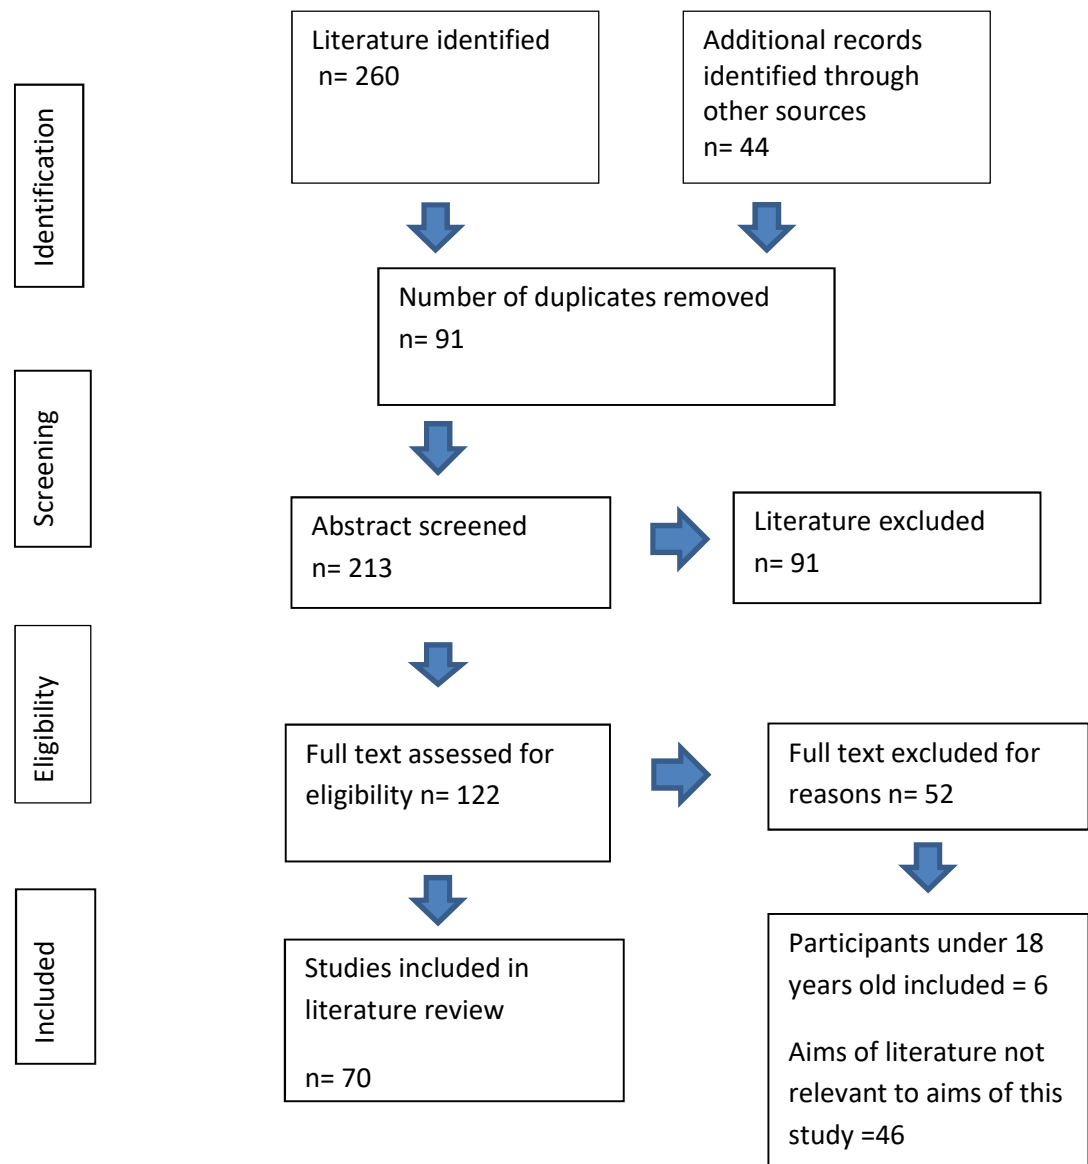 Literature identified
n= 260
Additional records
identified through
other sources
n= 44
Identification
Number of duplicates removed
n= 91
Screening
Abstract screened
n= 213
Literature excluded
n= 91
Eligibility
Full text assessed for
eligibility n= 122
Full text excluded for
reasons n= 52
Included
Studies included in
literature review
n= 70
Participants under 18
years old included = 6
Aims of literature not
relevant to aims of this
study =46